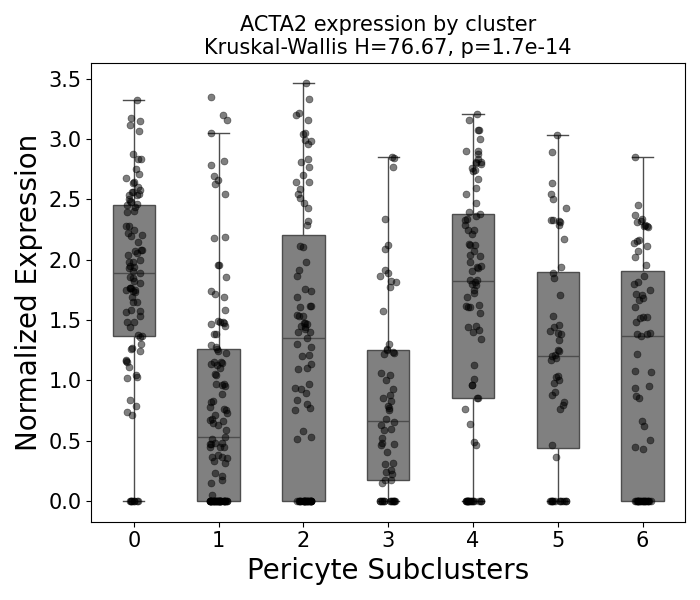 ACTA2 expression by cluster
Kruskal-Wallis H=76.67, p=1.7e-14
Normalized Expression
3.5
3.0
2.5
2.0
1.5
1.0
0.5
0.0
0 1 2 3 4 5 6
Pericyte Subclusters